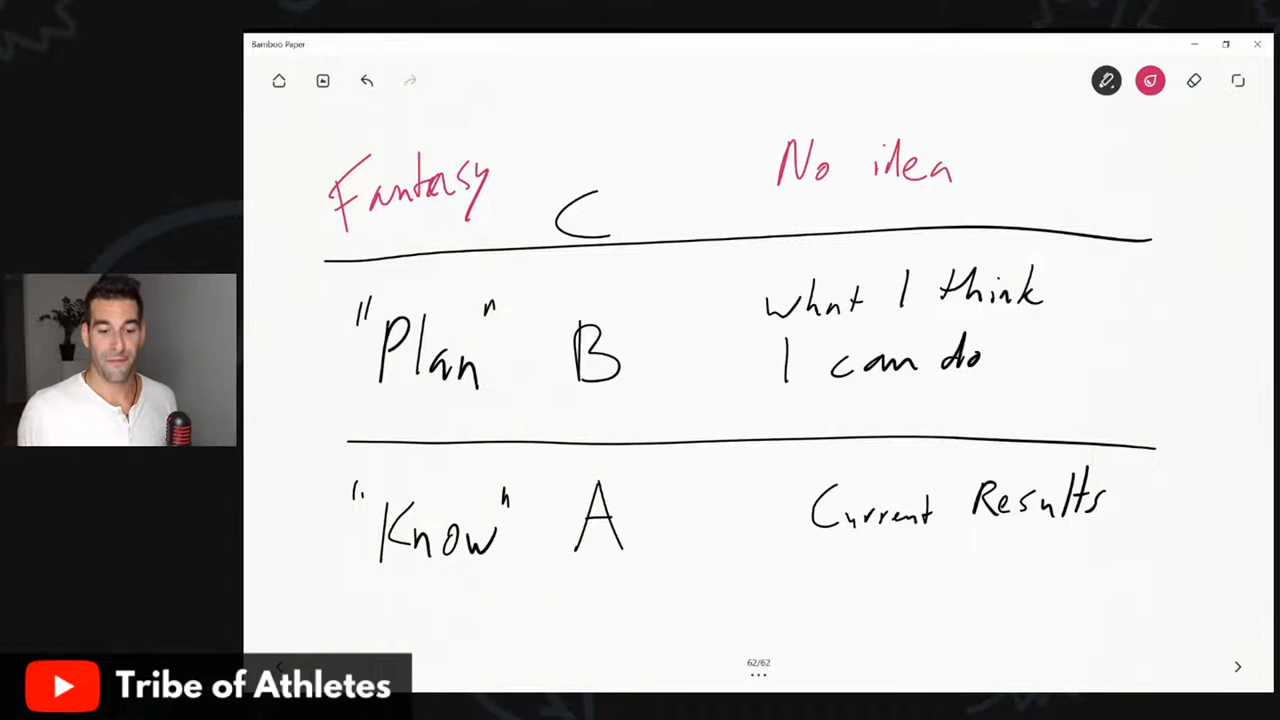 Bamboo Paper
Fantasy C No idea
"Plan" B What I think
I can do
"Know" A Current Results
62/62
Tribe of Athletes